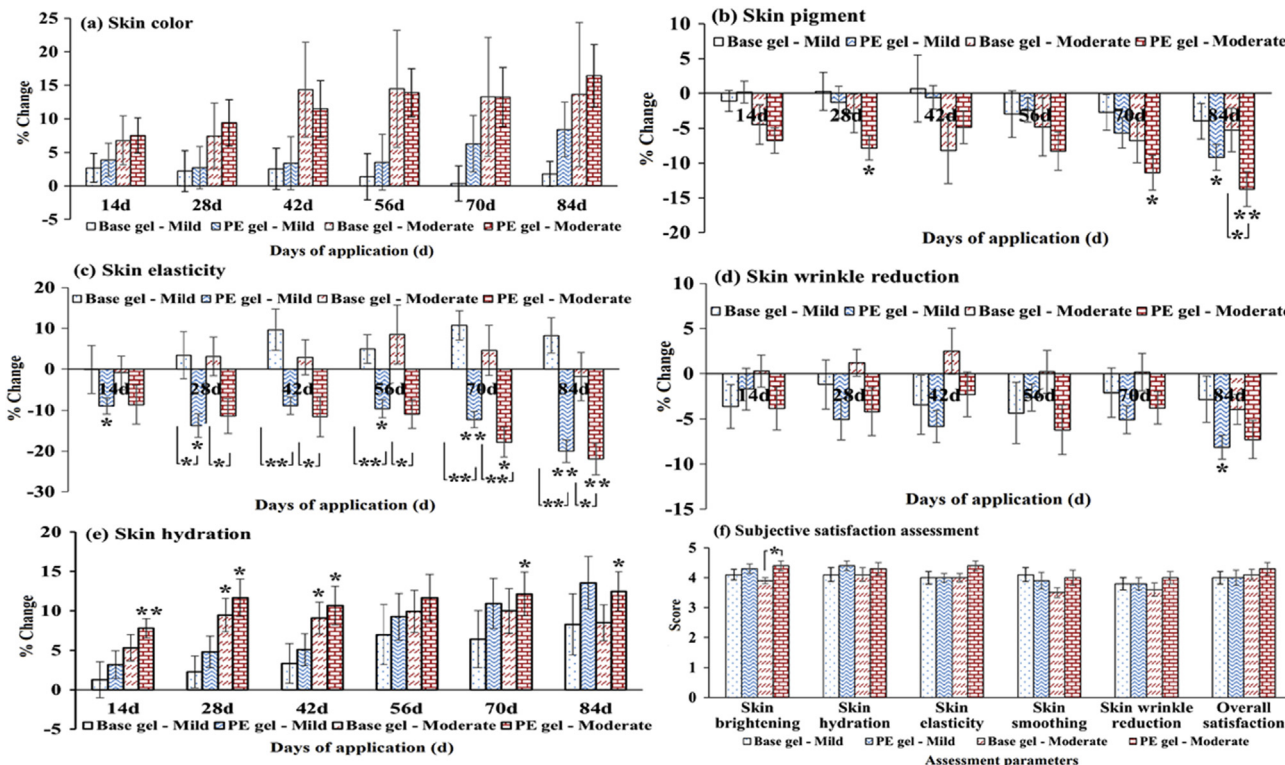 (a) Skin color
25
20
15
10
5
0
-5
% Change
14d 28d 42d 56d 70d 84d
Base gel - Mild PE gel - Mild Base gel - Moderate PE gel - Moderate
Days of application (d)
(b) Skin pigment
Base gel - Mild PE gel - Mild Base gel - Moderate PE gel - Moderate
10
5
0
-5
-10
-15
-20
% Change
14d 28d 42d 56d 70d 84d
* * * **
*
Days of application (d)
(c) Skin elasticity
Base gel - Mild PE gel - Mild Base gel - Moderate PE gel - Moderate
20
10
0
-10
-20
-30
% Change
14d 28d 42d 56d 70d 84d
* * * ** * ** **
* * ** * ** * ** ** ** *
Days of application (d)
(d) Skin wrinkle reduction
Base gel - Mild PE gel - Mild Base gel - Moderate PE gel - Moderate
10
5
0
-5
-10
-15
% Change
14d 28d 42d 56d 70d 84d
*
Days of application (d)
(e) Skin hydration
20
15
10
5
0
-5
% Change
** * * * * * *
14d 28d 42d 56d 70d 84d
Base gel - Mild PE gel - Mild Base gel - Moderate PE gel - Moderate
Days of application (d)
(f) Subjective satisfaction assessment
5
4
3
2
1
0
Score
*
Skin brightening
Skin hydration
Skin elasticity
Skin smoothing
Skin wrinkle reduction
Overall satisfaction
Base gel - Mild PE gel - Mild Base gel - Moderate PE gel - Moderate
Assessment parameters